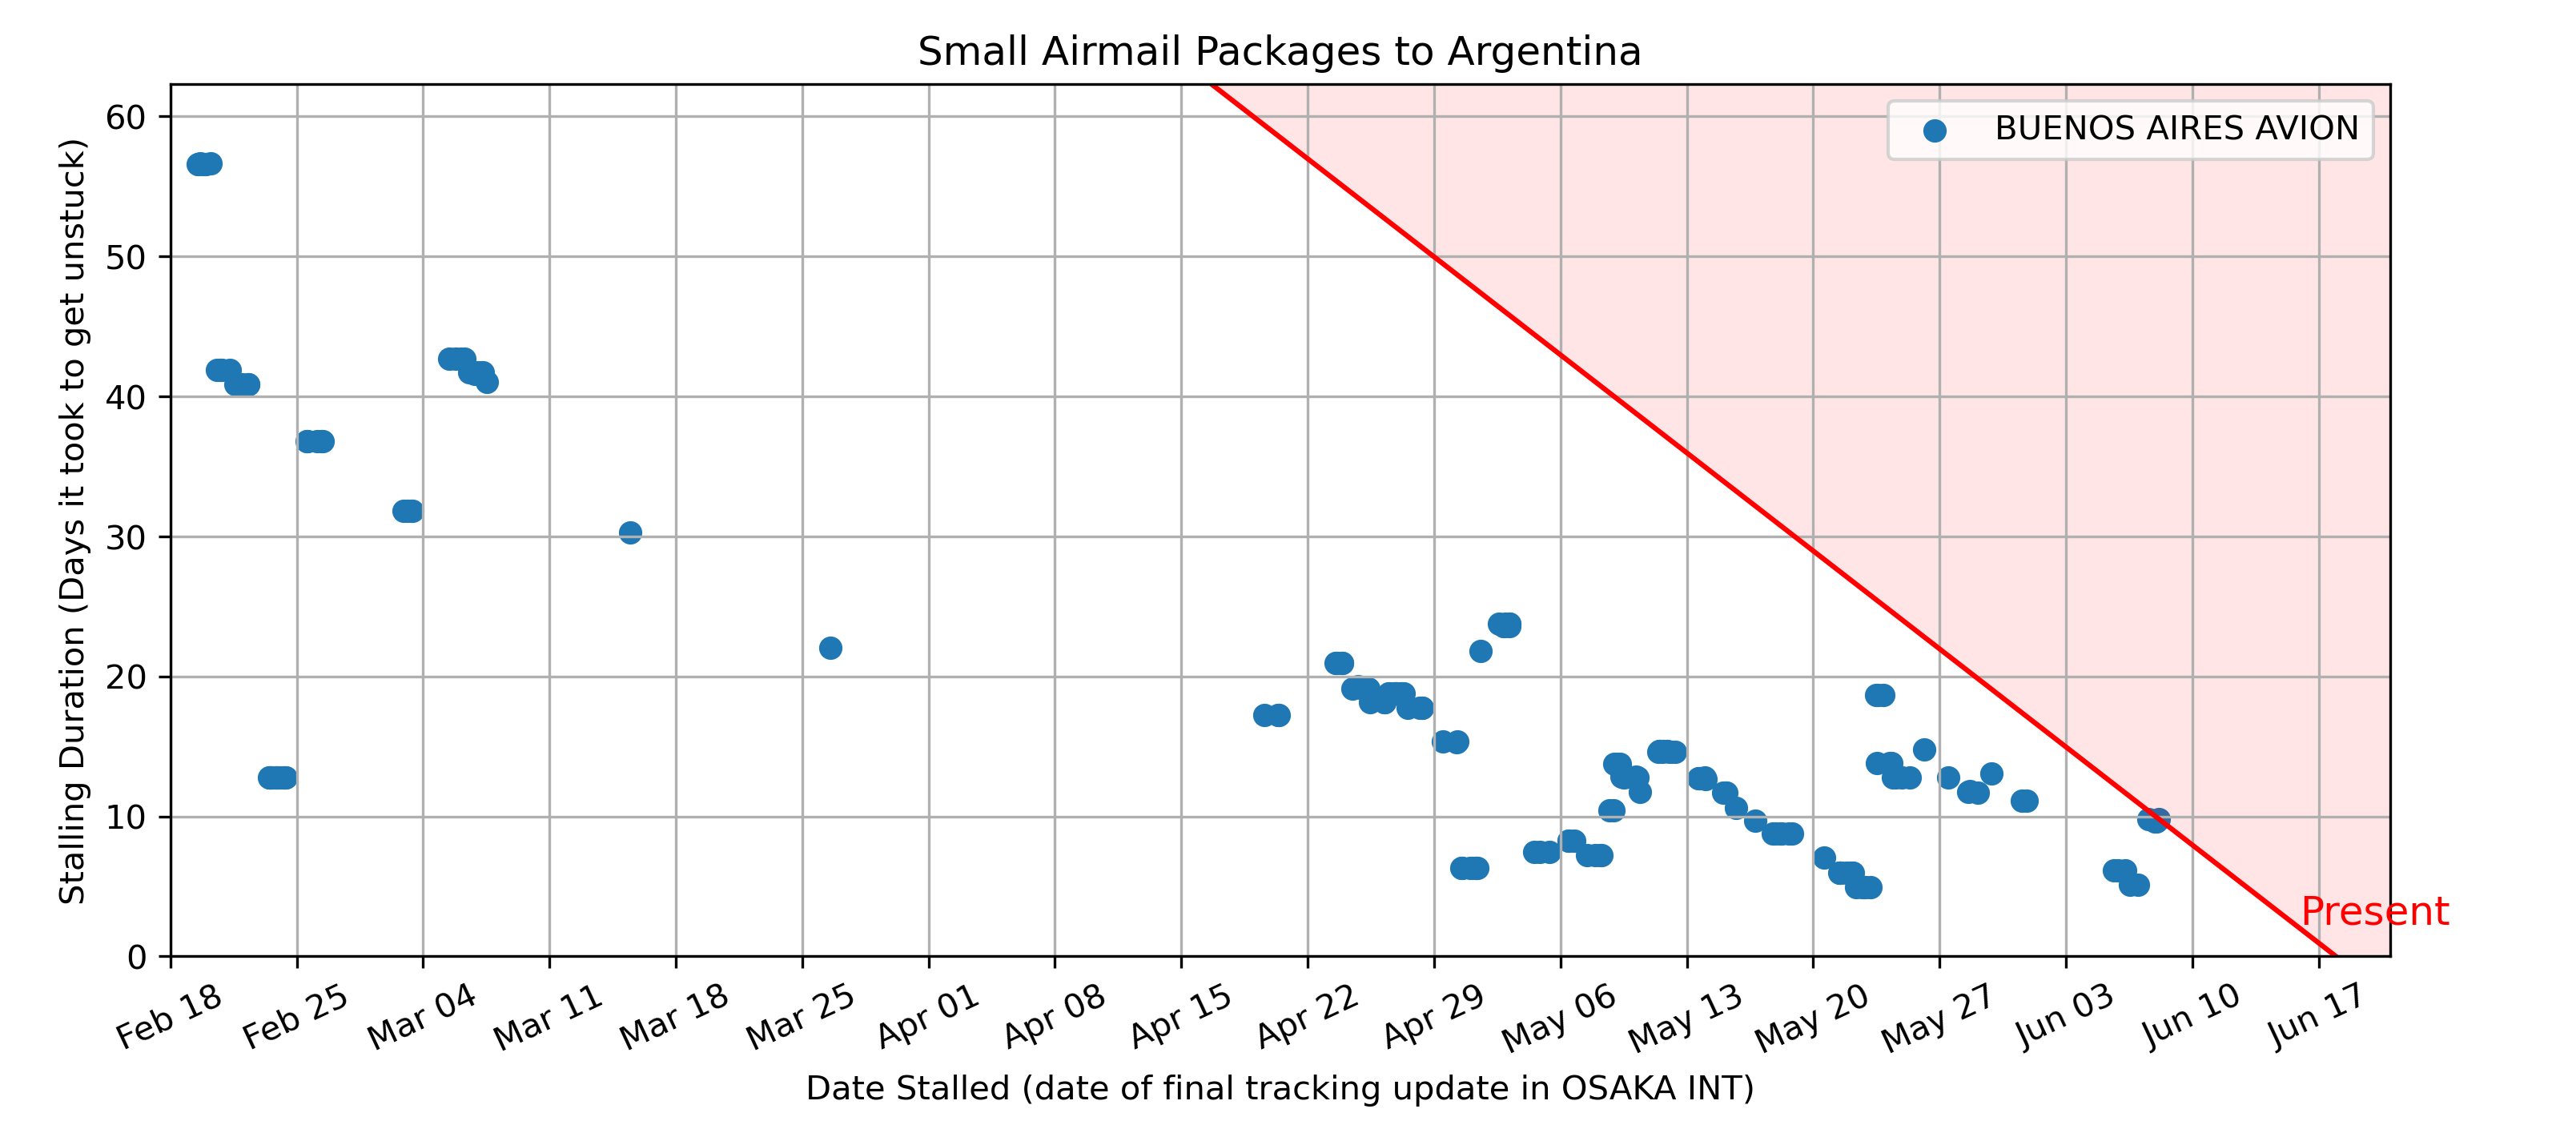 Small Airmail Packages to Argentina
BUENOS AIRES AVION
Stalling Duration (Days it took to get unstuck)
60
50
40
30
20
10
0
Present
Feb 18
Feb 25
Mar 04
Mar 11
Mar 18
Mar 25
Apr 01
Apr 08
Apr 15
Apr 22
Apr 29
May 06
May 13
May 20
May 27
Jun 03
Jun 10
Jun 17
Date Stalled (date of final tracking update in OSAKA INT)